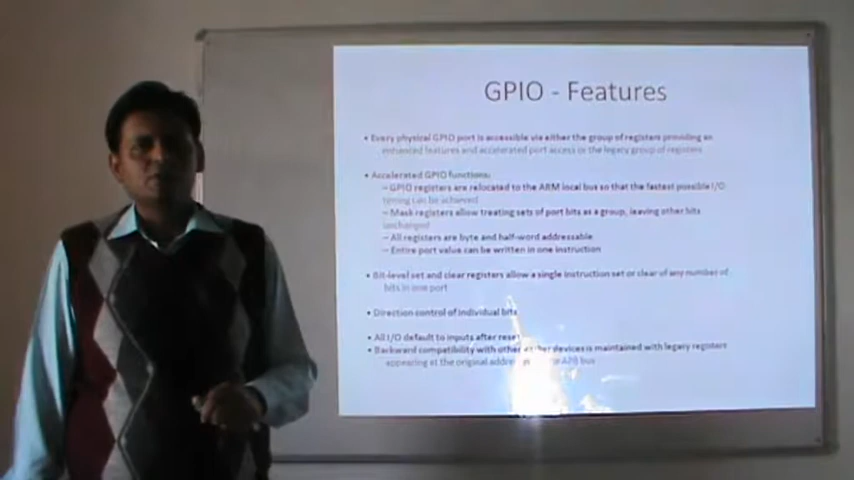 GPIO - Features
• Every physical GPIO port is accessible via either the group of registers providing an
enhanced features and accelerated port access or the legacy group of registers
• Accelerated GPIO functions:
– GPIO registers are relocated to the ARM local bus so that the fastest possible I/O
timing can be achieved
– Mask registers allow treating sets of port bits as a group, leaving other bits
unchanged
– All registers are byte and half-word addressable
– Entire port value can be written in one instruction
• Bit-level set and clear registers allow a single instruction set or clear of any number of
bits in one port
• Direction control of individual bits
• All I/O default to inputs after reset
• Backward compatibility with other devices is maintained with legacy registers
appearing at the original APB bus